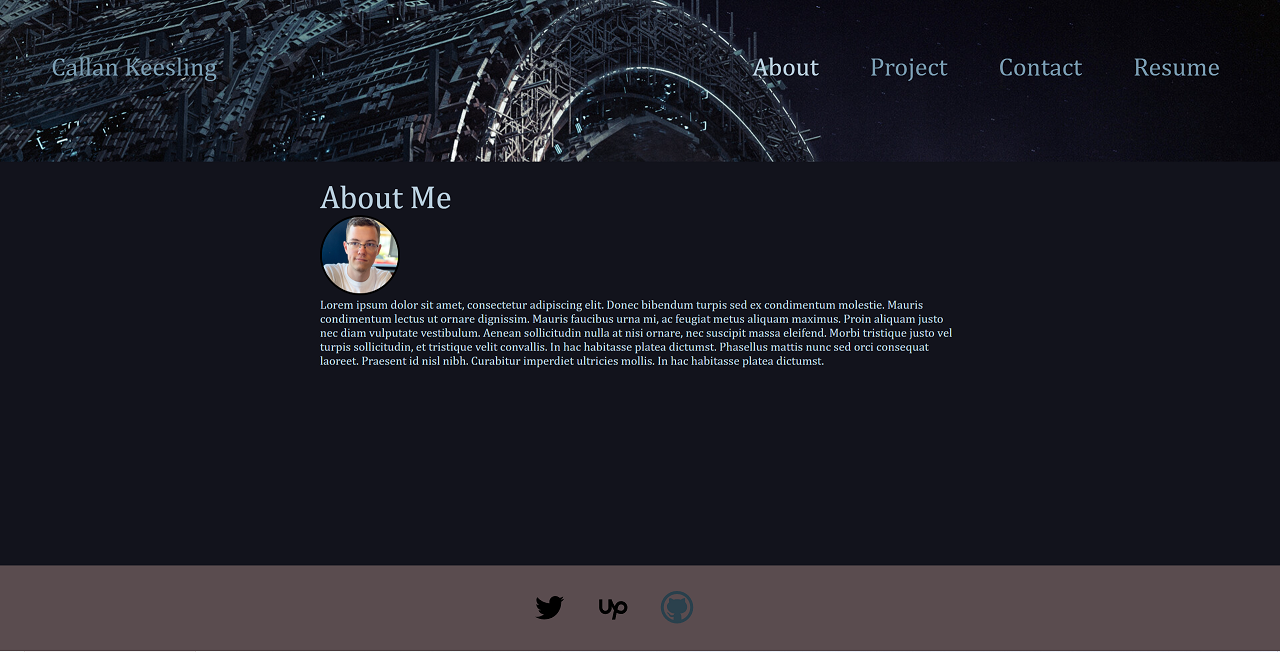 Callan Keesling
About Project Contact Resume
About Me
Lorem ipsum dolor sit amet, consectetur adipiscing elit. Donec bibendum turpis sed ex condimentum molestie. Mauris
condimentum lectus ut ornare dignissim. Mauris faucibus urna mi, ac feugiat metus aliquam maximus. Proin aliquam justo
nec diam vulputate vestibulum. Aenean sollicitudin nulla at nisi ornare, nec suscipit massa eleifend. Morbi tristique justo vel
turpis sollicitudin, et tristique velit convallis. In hac habitasse platea dictumst. Phasellus mattis nunc sed orci consequat
laoreet. Praesent id nisl nibh. Curabitur imperdiet ultricies mollis. In hac habitasse platea dictumst.
up